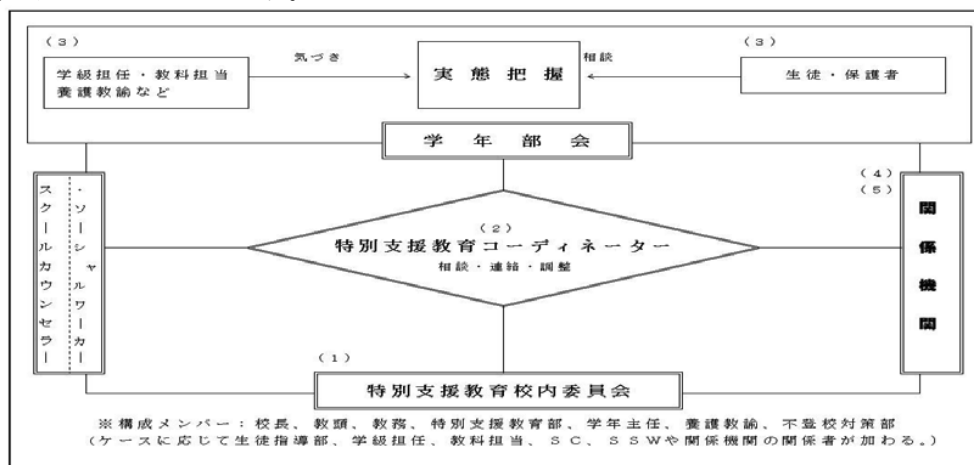 (3)
学級担任・教科担当
養護教諭など
気づき
実態把握
相談
(3)
生徒・保護者
学年部会
スクールカウンセラー
・ソーシャルワーカー
(2)
特別支援教育コーディネーター
相談・連絡・調整
(4)
(5)
関係機関
(1)
特別支援教育校内委員会
※構成メンバー：校長、教頭、教務、特別支援教育部、学年主任、養護教諭、不登校対策部
(ケースに応じて生徒指導部、学級担任、教科担当、SC、SSWや関係機関の関係者が加わる。)